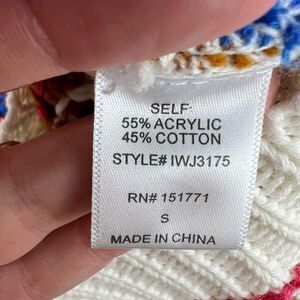 SELF:
55% ACRYLIC
45% COTTON
STYLE# IWJ3175
RN# 151771
S
MADE IN CHINA